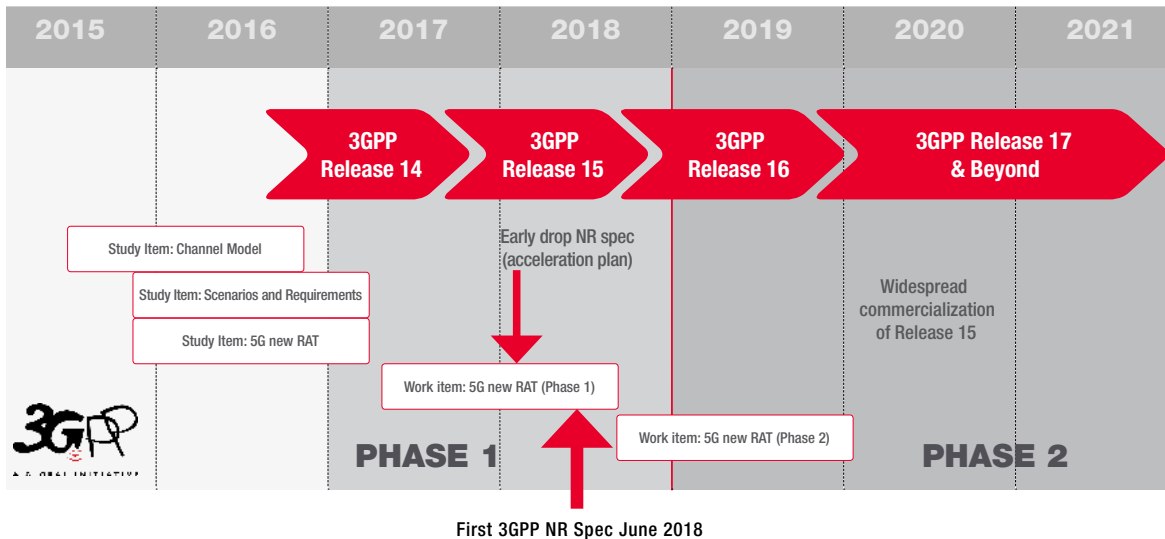 2015 2016 2017 2018 2019 2020 2021
3GPP
Release 14
3GPP
Release 15
3GPP
Release 16
3GPP Release 17
& Beyond
Study Item: Channel Model
Study Item: Scenarios and Requirements
Study Item: 5G new RAT
Early drop NR spec
(acceleration plan)
Widespread
commercialization
of Release 15
Work item: 5G new RAT (Phase 1)
Work item: 5G new RAT (Phase 2)
3GPP
PHASE 1
PHASE 2
First 3GPP NR Spec June 2018